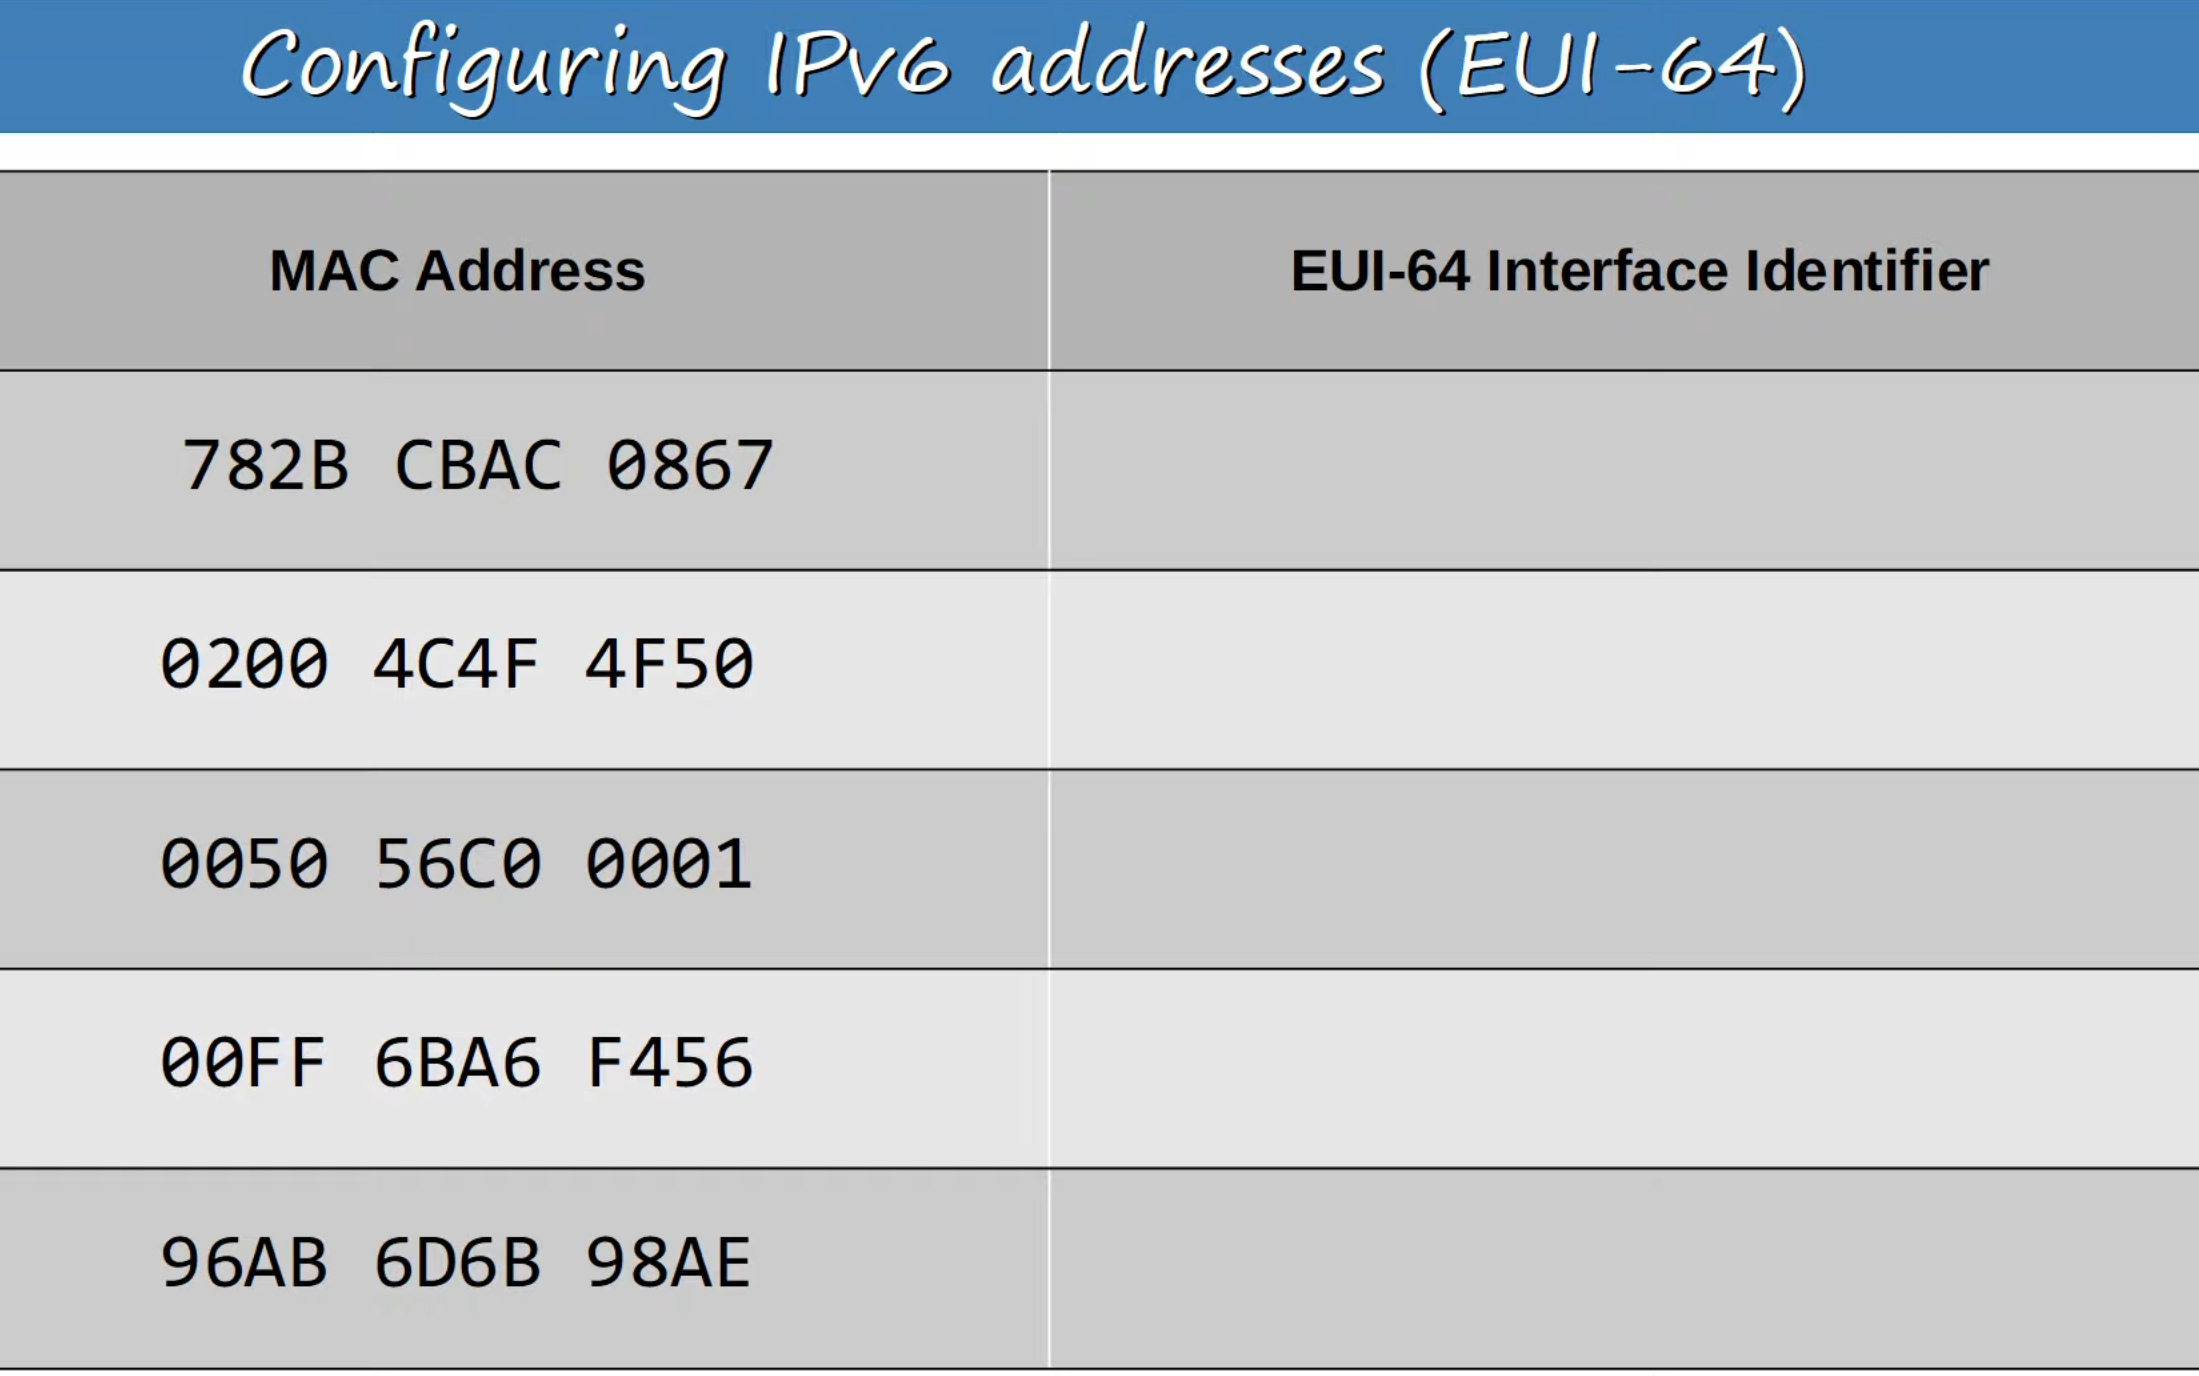 Configuring IPv6 addresses (EUI-64)
MAC Address EUI-64 Interface Identifier
782B CBAC 0867
0200 4C4F 4F50
0050 56C0 0001
00FF 6BA6 F456
96AB 6D6B 98AE